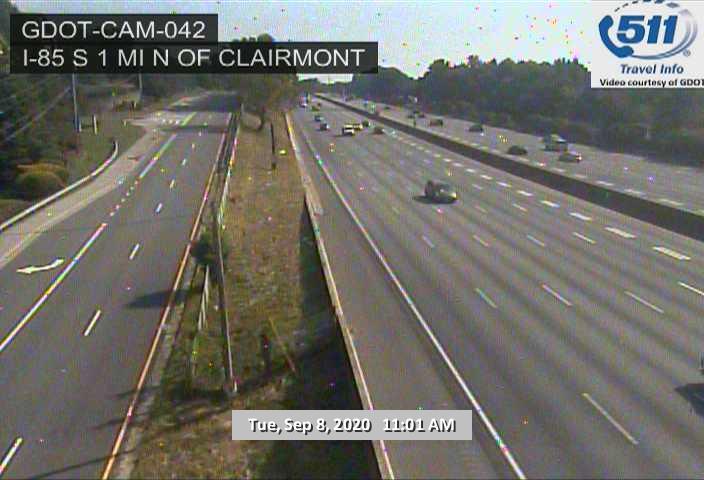 GDOT-CAM-042
I-85 S 1 MI N OF CLAIRMONT
511
Travel Info
Video courtesy of GDOT
Tue, Sep 8, 2020 11:01 AM